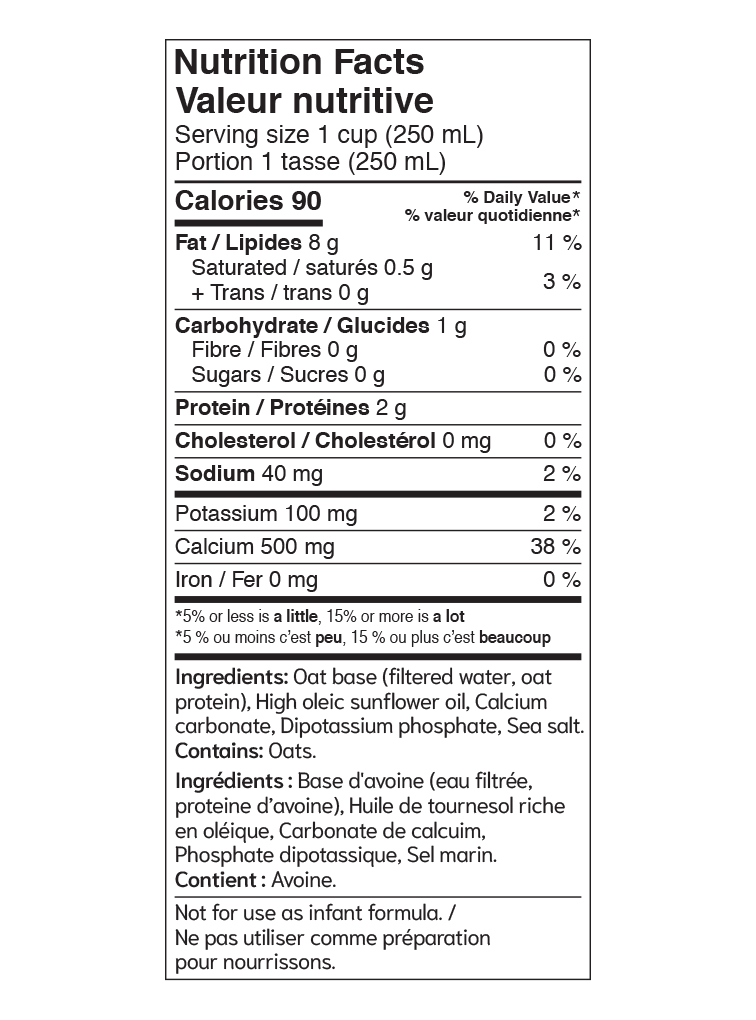 Nutrition Facts
Valeur nutritive
Serving size 1 cup (250 mL)
Portion 1 tasse (250 mL)
Calories 90
% Daily Value*
% valeur quotidienne*
Fat / Lipides 8 g 11 %
Saturated / saturés 0.5 g
+ Trans / trans 0 g 3 %
Carbohydrate / Glucides 1 g
Fibre / Fibres 0 g 0 %
Sugars / Sucres 0 g 0 %
Protein / Protéines 2 g
Cholesterol / Cholestérol 0 mg 0 %
Sodium 40 mg 2 %
Potassium 100 mg 2 %
Calcium 500 mg 38 %
Iron / Fer 0 mg 0 %
*5% or less is a little, 15% or more is a lot
*5 % ou moins c’est peu, 15 % ou plus c’est beaucoup
Ingredients: Oat base (filtered water, oat
protein), High oleic sunflower oil, Calcium
carbonate, Dipotassium phosphate, Sea salt.
Contains: Oats.
Ingrédients : Base d'avoine (eau filtrée,
proteine d’avoine), Huile de tournesol riche
en oléique, Carbonate de calcuim,
Phosphate dipotassique, Sel marin.
Contient : Avoine.
Not for use as infant formula. /
Ne pas utiliser comme préparation
pour nourrissons.